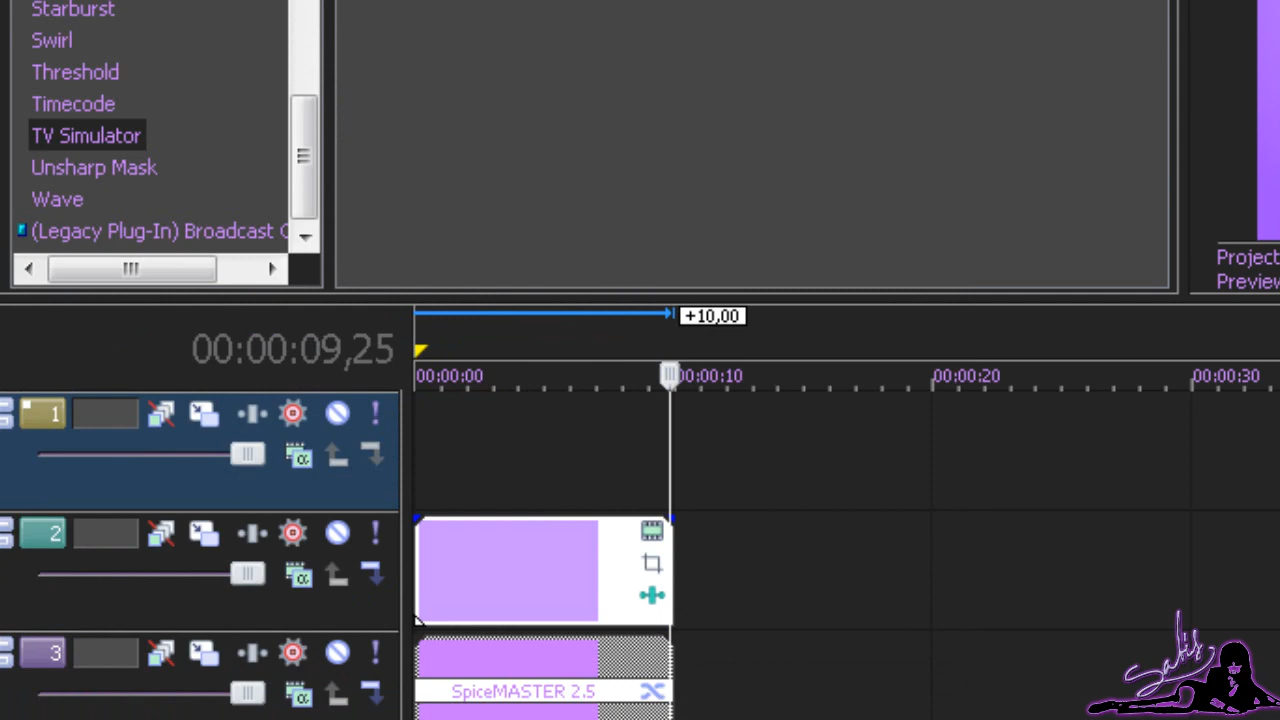 Starburst
Swirl
Threshold
Timecode
TV Simulator
Unsharp Mask
Wave
(Legacy Plug-In) Broadcast C
Project
Preview
+10,00
00:00:09,25
00:00:00 00:00:10 00:00:20 00:00:30
1
2
3
SpiceMASTER 2.5